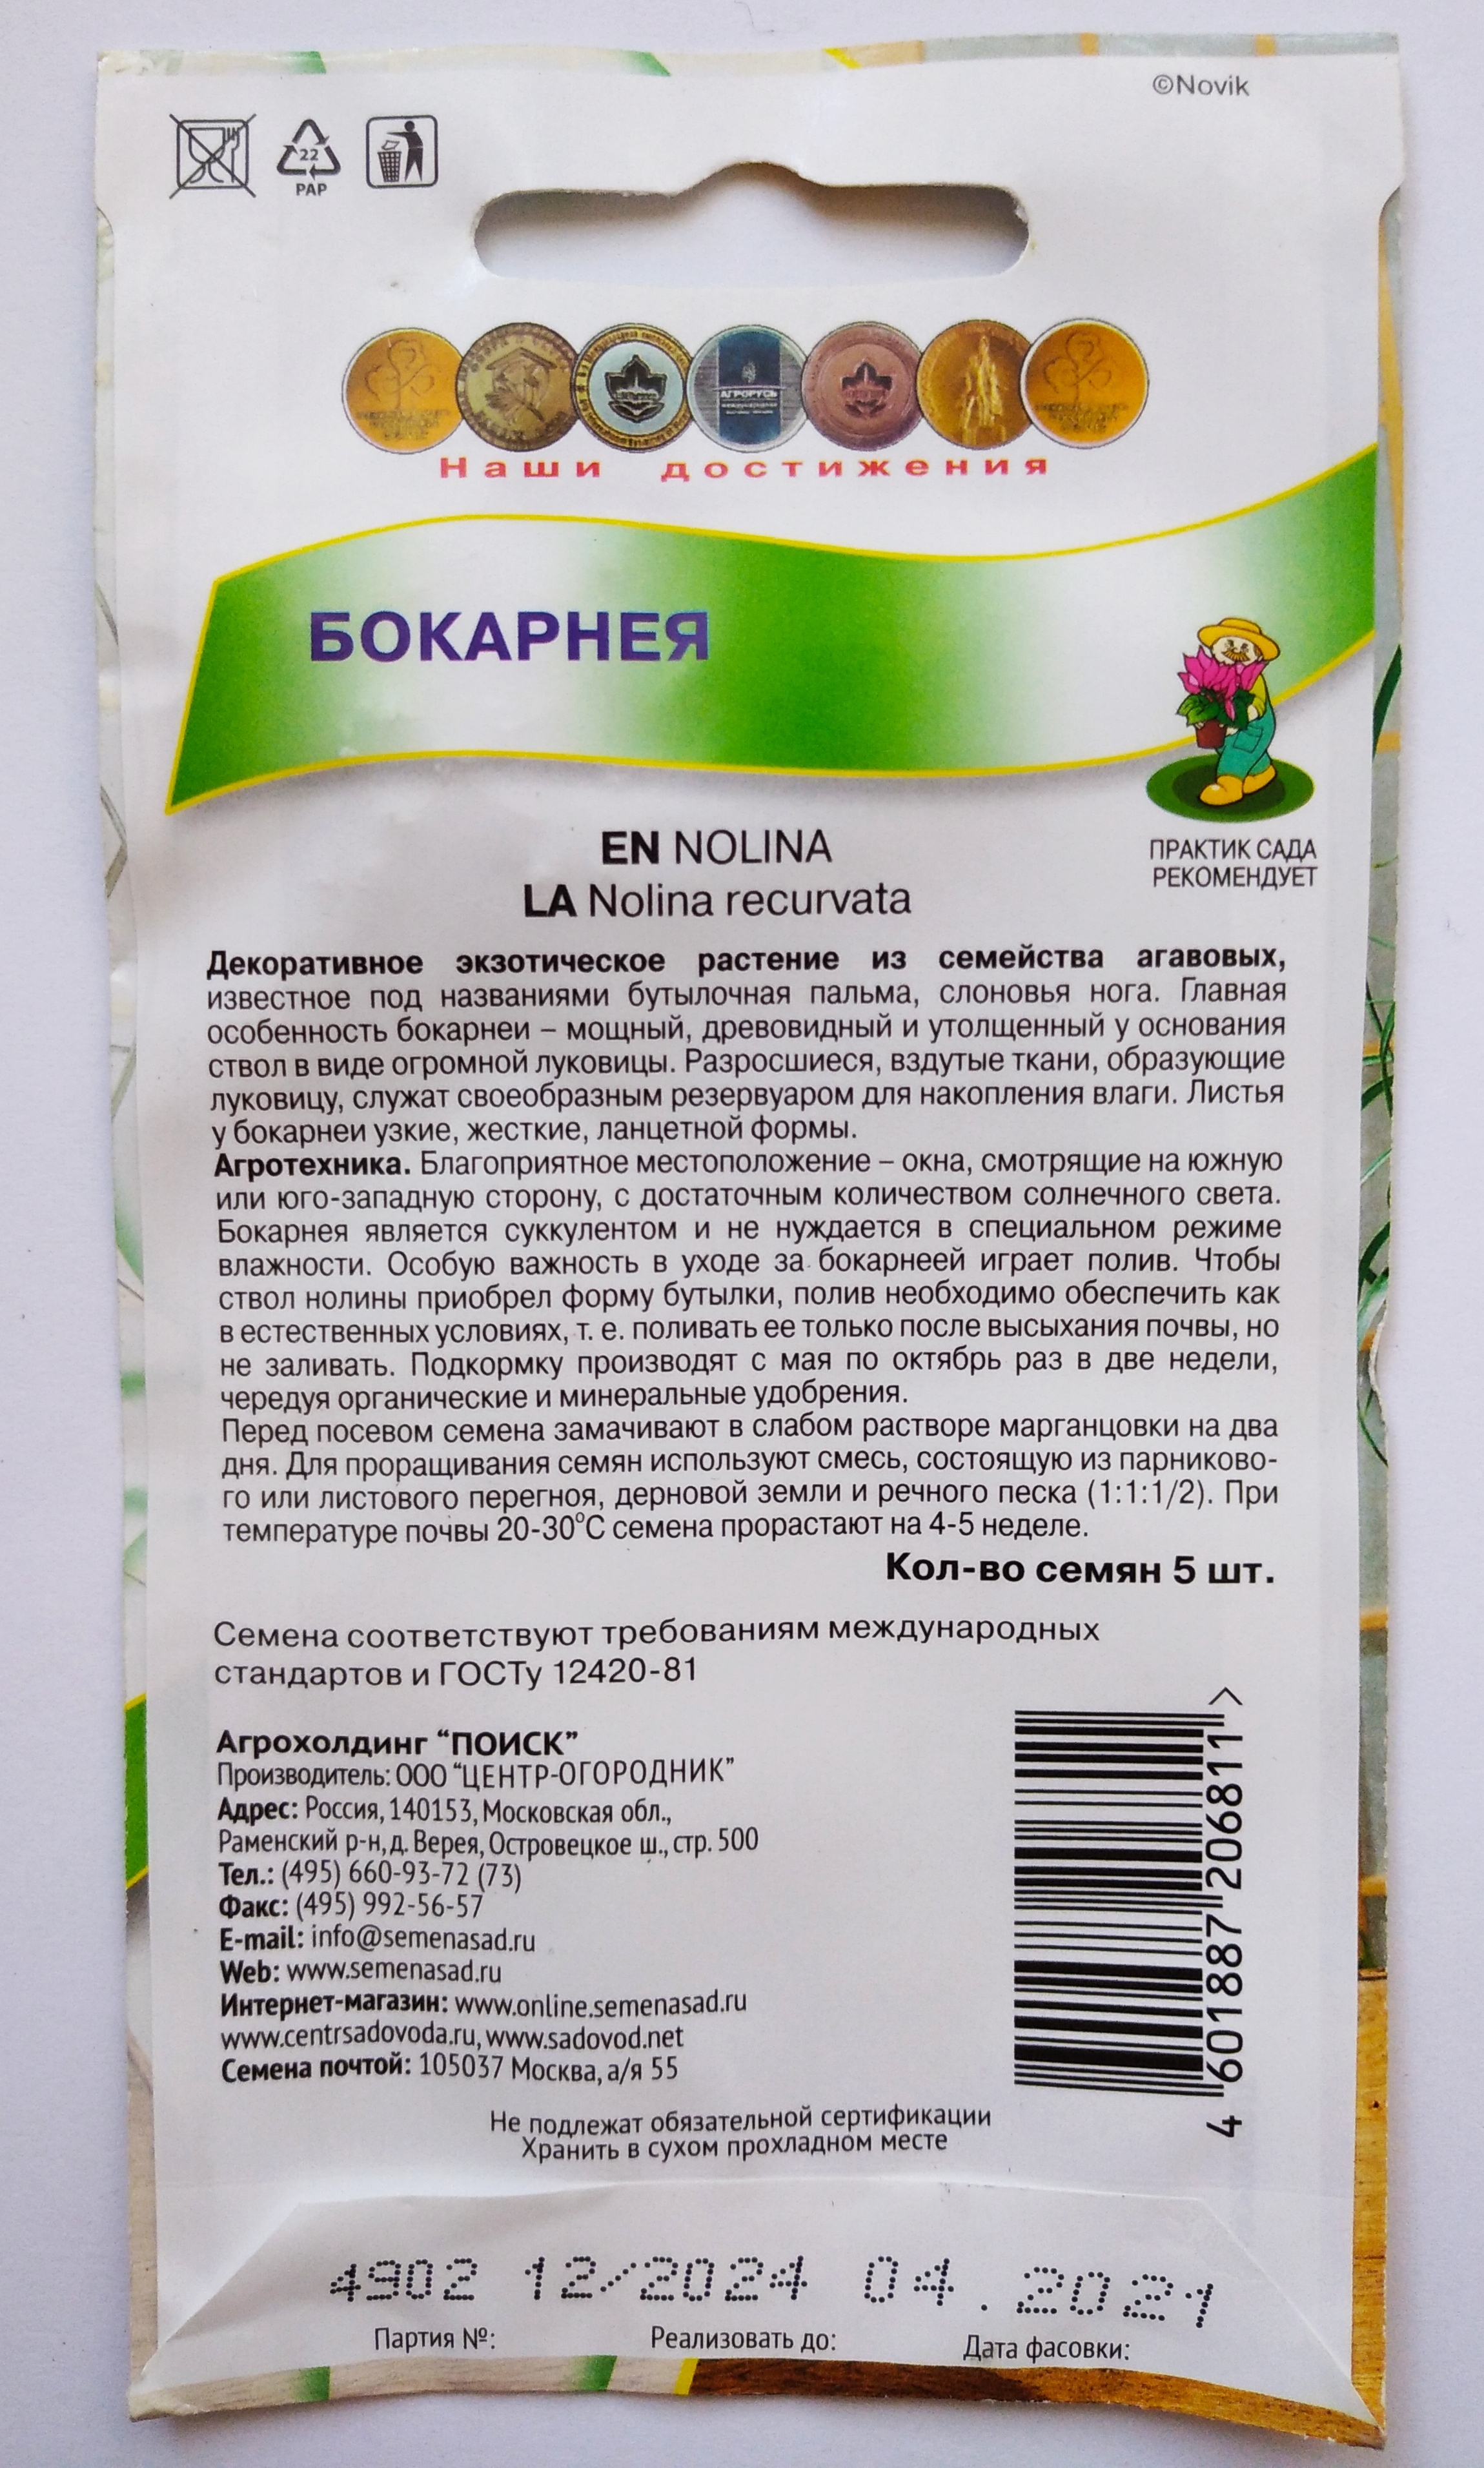 ©Novik
22
PAP
АГРОРУСЬ
Наши достижения
БОКАРНЕЯ
EN NOLINA
LA Nolina recurvata
ПРАКТИК САДА
РЕКОМЕНДУЕТ
Декоративное экзотическое растение из семейства агавовых,
известное под названиями бутылочная пальма, слоновья нога. Главная
особенность бокарнеи – мощный, древовидный и утолщенный у основания
ствол в виде огромной луковицы. Разросшиеся, вздутые ткани, образующие
луковицу, служат своеобразным резервуаром для накопления влаги. Листья
у бокарнеи узкие, жесткие, ланцетной формы.
Агротехника. Благоприятное местоположение – окна, смотрящие на южную
или юго-западную сторону, с достаточным количеством солнечного света.
Бокарнея является суккулентом и не нуждается в специальном режиме
влажности. Особую важность в уходе за бокарнеей играет полив. Чтобы
ствол нолины приобрел форму бутылки, полив необходимо обеспечить как
в естественных условиях, т. е. поливать ее только после высыхания почвы, но
не заливать. Подкормку производят с мая по октябрь раз в две недели,
чередуя органические и минеральные удобрения.
Перед посевом семена замачивают в слабом растворе марганцовки на два
дня. Для проращивания семян используют смесь, состоящую из парниково-
го или листового перегноя, дерновой земли и речного песка (1:1:1/2). При
температуре почвы 20-30°С семена прорастают на 4-5 неделе.
Кол-во семян 5 шт.
Семена соответствуют требованиям международных
стандартов и ГОСТу 12420-81
Агрохолдинг “ПОИСК”
Производитель: ООО “ЦЕНТР-ОГОРОДНИК”
Адрес: Россия, 140153, Московская обл.,
Раменский р-н, д. Верея, Островецкое ш., стр. 500
Тел.: (495) 660-93-72 (73)
Факс: (495) 992-56-57
E-mail: info@semenasad.ru
Web: www.semenasad.ru
Интернет-магазин: www.online.semenasad.ru
www.centrsadovoda.ru, www.sadovod.net
Семена почтой: 105037 Москва, а/я 55
4 601887 206811 >
Не подлежат обязательной сертификации
Хранить в сухом прохладном месте
4902 12/2024 04.2021
Партия №: Реализовать до: Дата фасовки: